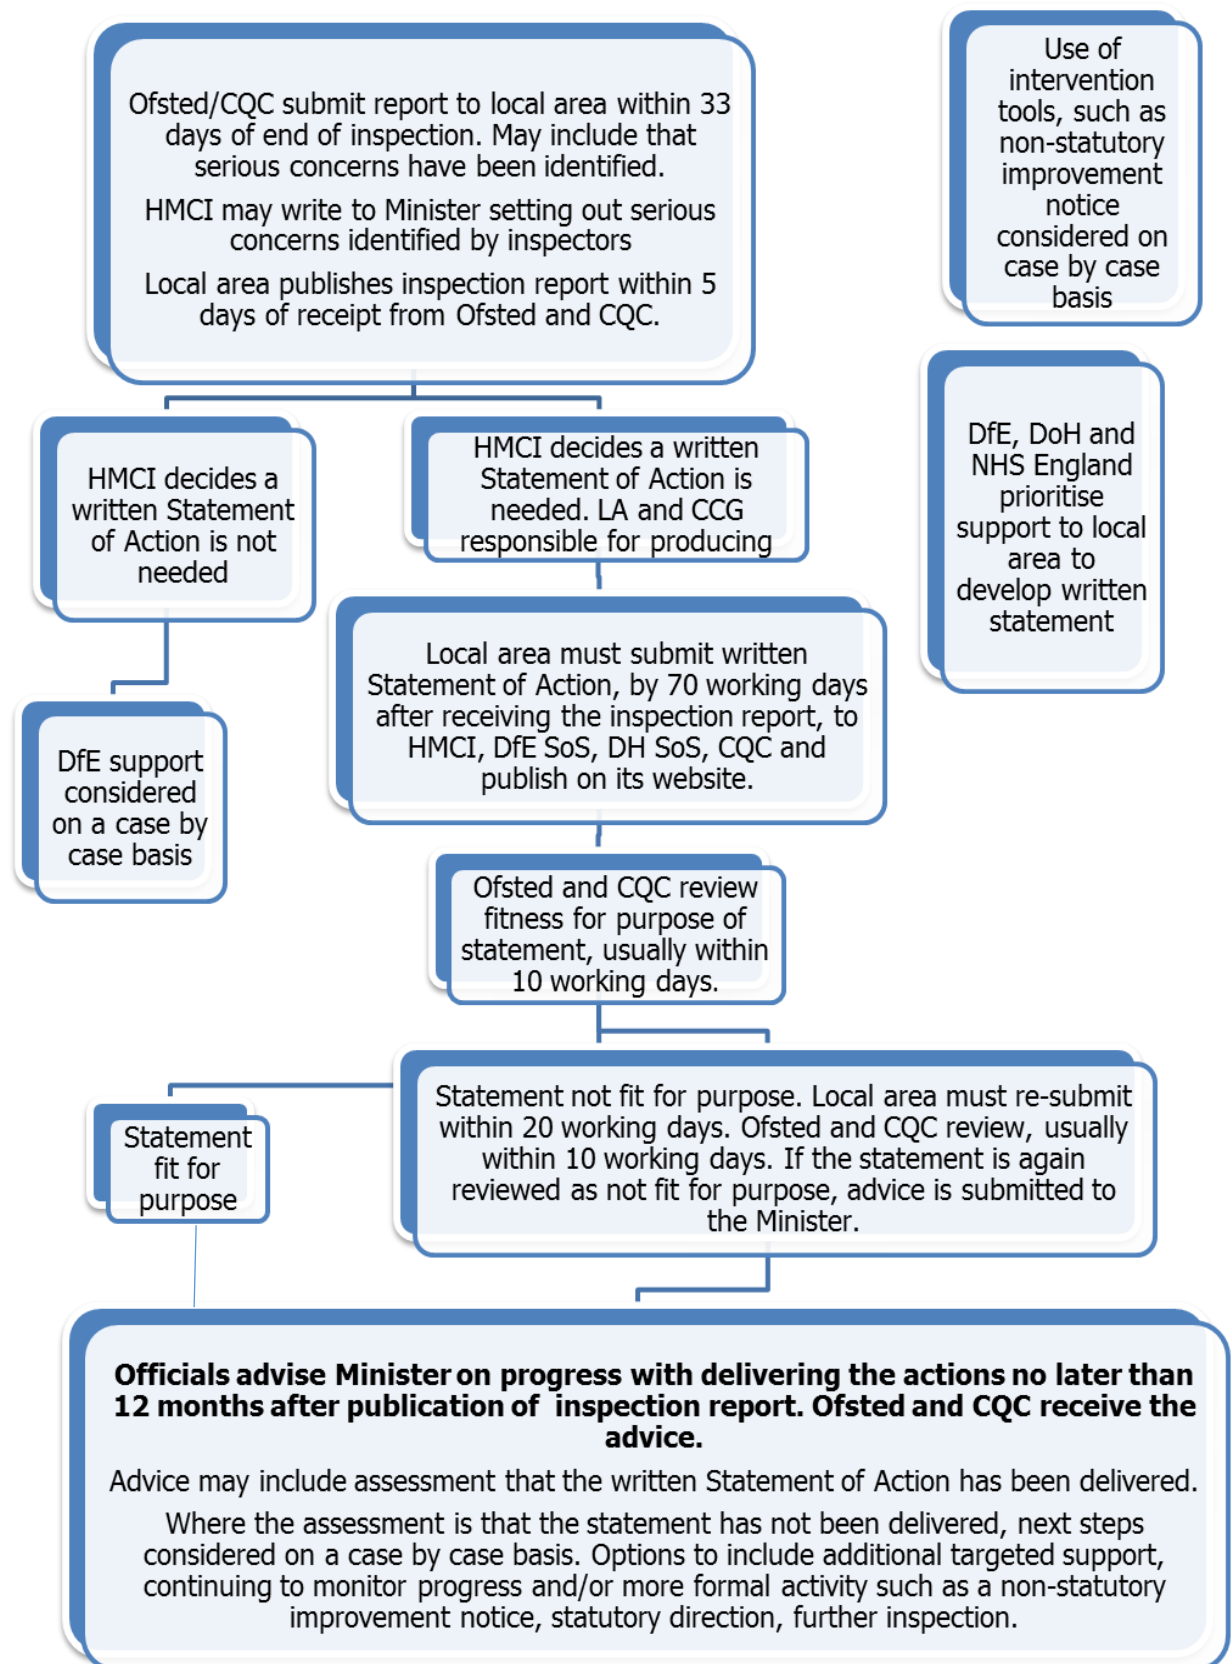 Ofsted/CQC submit report to local area within 33
days of end of inspection. May include that
serious concerns have been identified.
HMCI may write to Minister setting out serious
concerns identified by inspectors
Local area publishes inspection report within 5
days of receipt from Ofsted and CQC.
Use of
intervention
tools, such as
non-statutory
improvement
notice
considered on
case by case
basis
HMCI decides a
written Statement
of Action is not
needed
HMCI decides a written
Statement of Action is
needed. LA and CCG
responsible for producing
DfE, DoH and
NHS England
prioritise
support to local
area to
develop written
statement
DfE support
considered
on a case by
case basis
Local area must submit written
Statement of Action, by 70 working days
after receiving the inspection report, to
HMCI, DfE SoS, DH SoS, CQC and
publish on its website.
Ofsted and CQC review
fitness for purpose of
statement, usually within
10 working days.
Statement
fit for
purpose
Statement not fit for purpose. Local area must re-submit
within 20 working days. Ofsted and CQC review, usually
within 10 working days. If the statement is again
reviewed as not fit for purpose, advice is submitted to
the Minister.
Officials advise Minister on progress with delivering the actions no later than
12 months after publication of inspection report. Ofsted and CQC receive the
advice.
Advice may include assessment that the written Statement of Action has been delivered.
Where the assessment is that the statement has not been delivered, next steps
considered on a case by case basis. Options to include additional targeted support,
continuing to monitor progress and/or more formal activity such as a non-statutory
improvement notice, statutory direction, further inspection.